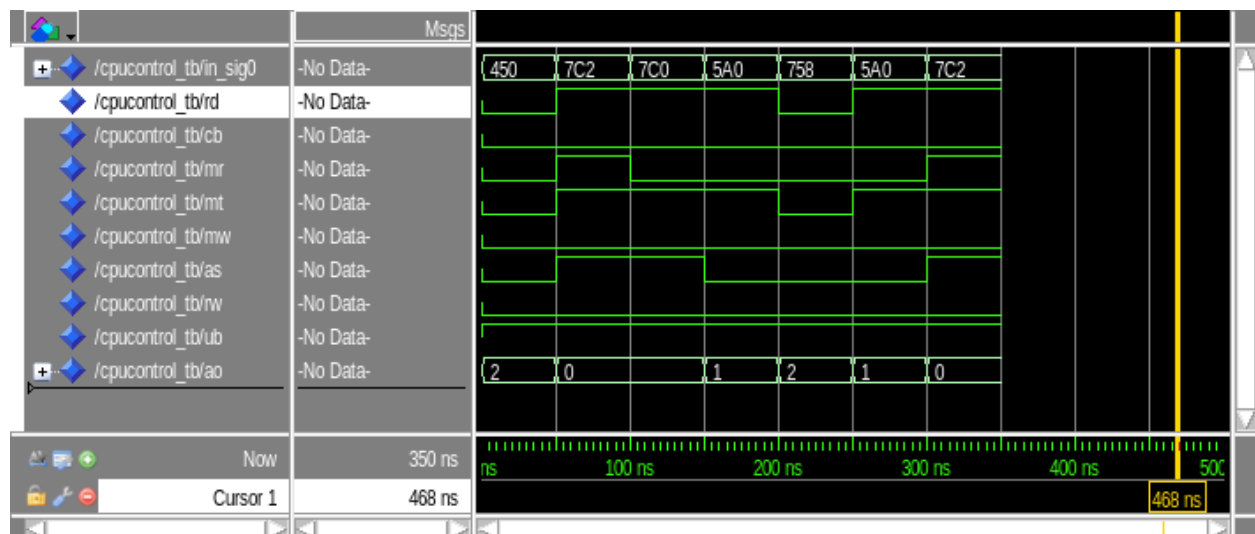 Msgs
/cpucontrol_tb/in_sig0 -No Data- 450 7C2 7C0 5A0 758 5A0 7C2
/cpucontrol_tb/rd -No Data-
/cpucontrol_tb/cb -No Data-
/cpucontrol_tb/mr -No Data-
/cpucontrol_tb/mt -No Data-
/cpucontrol_tb/mw -No Data-
/cpucontrol_tb/as -No Data-
/cpucontrol_tb/rw -No Data-
/cpucontrol_tb/ub -No Data-
/cpucontrol_tb/ao -No Data- 2 0 1 2 1 0
Now 350 ns ns 100 ns 200 ns 300 ns 400 ns 500
Cursor 1 468 ns 468 ns